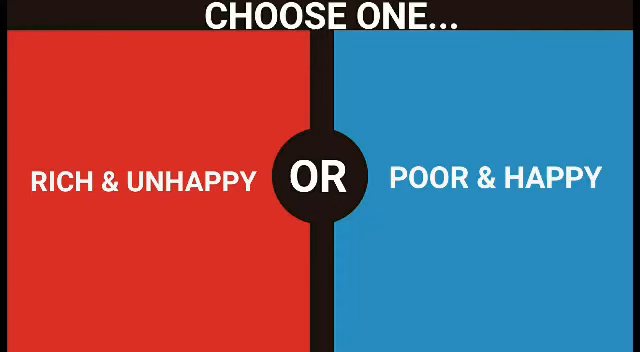 CHOOSE ONE...
RICH & UNHAPPY
OR
POOR & HAPPY